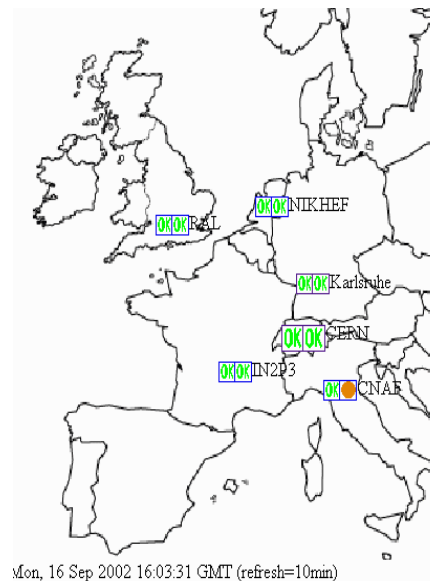 OK OK NIKHEF
OK OK RAL
OK OK Karlsruhe
OK OK CERN
OK OK IN2P3
OK CNAF
Mon, 16 Sep 2002 16:03:31 GMT (refresh=10min)